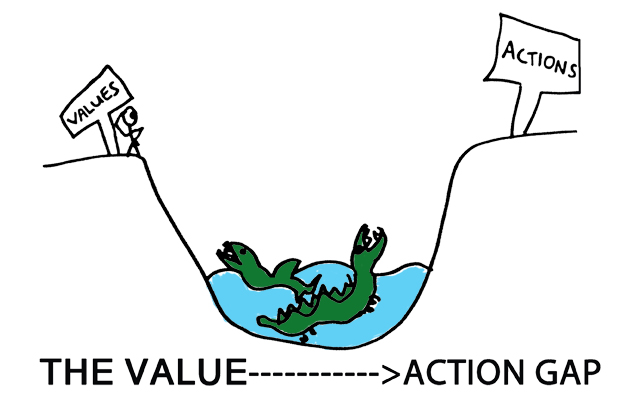 VALUES
ACTIONS
THE VALUE----------->ACTION GAP